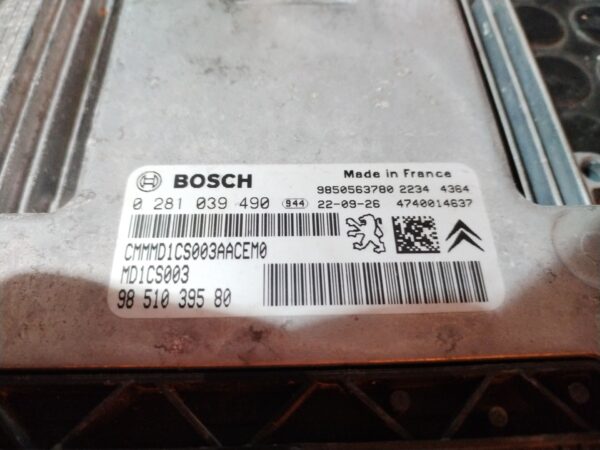 BOSCH
Made in France
9850563780 2234 4364
0 281 039 490 944 22-09-26 4740014637
CMMMD1CS003AACEM0
MD1CS003
98 510 395 80